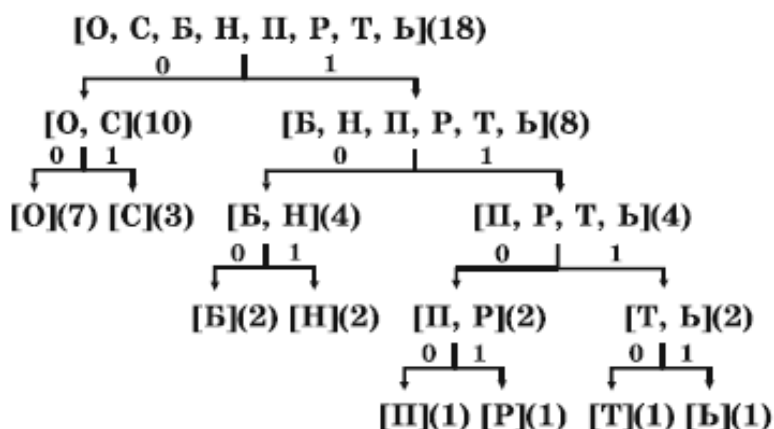 [О, С, Б, Н, П, Р, Т, Ь](18)
0 1
[О, С](10) [Б, Н, П, Р, Т, Ь](8)
0 1 0 1
[О](7) [С](3) [Б, Н](4) [П, Р, Т, Ь](4)
0 1 0 1
[Б](2) [Н](2) [П, Р](2) [Т, Ь](2)
0 1 0 1
[П](1) [Р](1) [Т](1) [Ь](1)